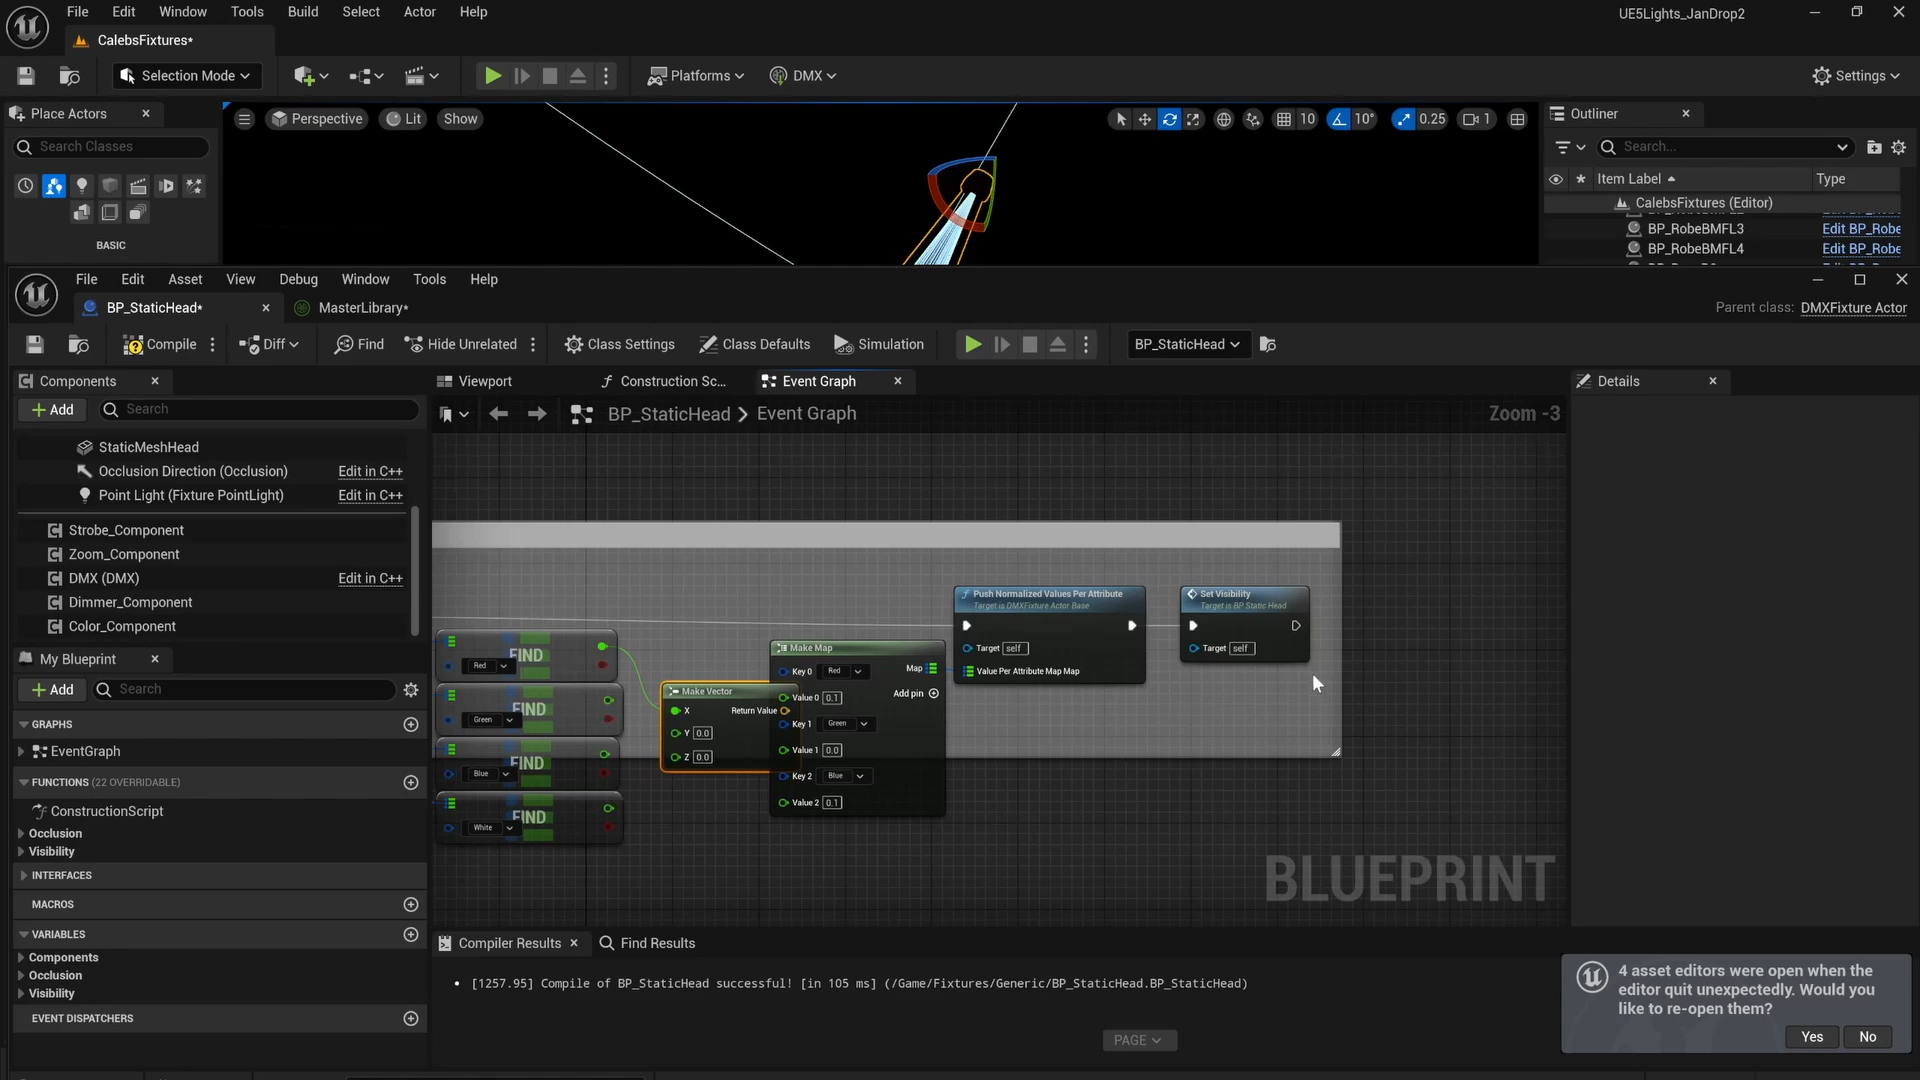 File Edit Window Tools Build Select Actor Help
UE5Lights_JanDrop2
CalebsFixtures*
Selection Mode
Platforms
DMX
Settings
Place Actors
Perspective
Lit
Show
10
10°
0.25
1
Outliner
Search Classes
Search...
Item Label
Type
CalebsFixtures (Editor)
BP_RobeBMFL3
Edit BP_Robe
BP_RobeBMFL4
Edit BP_Robe
BASIC
File Edit Asset View Debug Window Tools Help
BP_StaticHead*
MasterLibrary*
Parent class: DMXFixture Actor
Compile
Diff
Find
Hide Unrelated
Class Settings
Class Defaults
Simulation
BP_StaticHead
Components
Viewport
Construction Sc...
Event Graph
Details
Add
Search
BP_StaticHead > Event Graph
Zoom -3
StaticMeshHead
Occlusion Direction (Occlusion) Edit in C++
Point Light (Fixture PointLight) Edit in C++
Strobe_Component
Zoom_Component
DMX (DMX) Edit in C++
Dimmer_Component
Color_Component
My Blueprint
Add
Search
GRAPHS
EventGraph
FUNCTIONS (22 OVERRIDABLE)
ConstructionScript
Occlusion
Visibility
INTERFACES
MACROS
VARIABLES
Components
Occlusion
Visibility
EVENT DISPATCHERS
FIND
Red
FIND
Green
FIND
Blue
FIND
White
Make Vector
X Return Value
Y 0.0
Z 0.0
Make Map
Key 0 Red Map
Value 0 0.1 Add pin
Key 1 Green
Value 1 0.0
Key 2 Blue
Value 2 0.1
Push Normalized Values Per Attribute
Target is DMXFixture Actor Base
Target self
Value Per Attribute Map Map
Set Visibility
Target is BP Static Head
Target self
BLUEPRINT
Compiler Results
Find Results
[1257.95] Compile of BP_StaticHead successful! [in 105 ms] (/Game/Fixtures/Generic/BP_StaticHead.BP_StaticHead)
PAGE
4 asset editors were open when the
editor quit unexpectedly. Would you
like to re-open them?
Yes
No